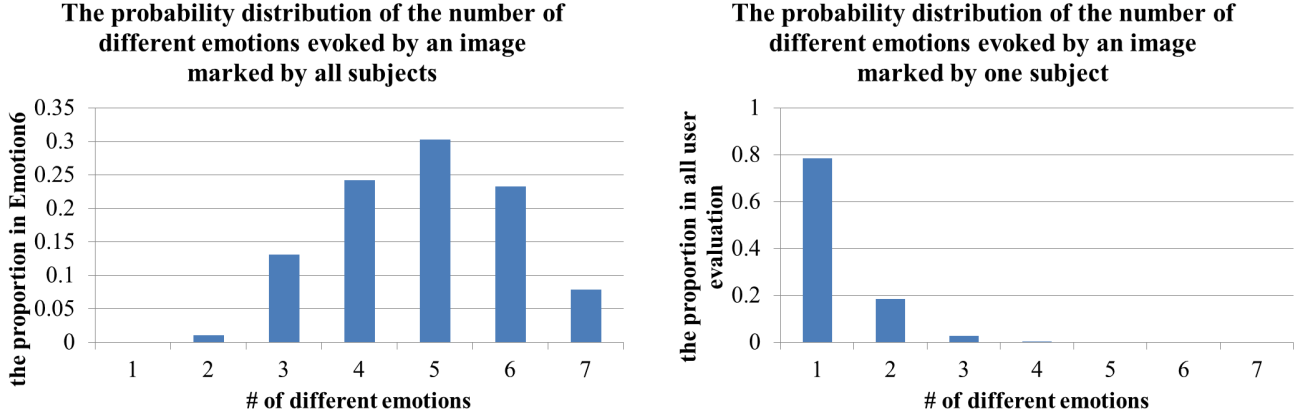 The probability distribution of the number of
different emotions evoked by an image
marked by all subjects
the proportion in Emotion6
0.35
0.3
0.25
0.2
0.15
0.1
0.05
0
1 2 3 4 5 6 7
# of different emotions
The probability distribution of the number of
different emotions evoked by an image
marked by one subject
the proportion in all user
evaluation
1
0.8
0.6
0.4
0.2
0
1 2 3 4 5 6 7
# of different emotions